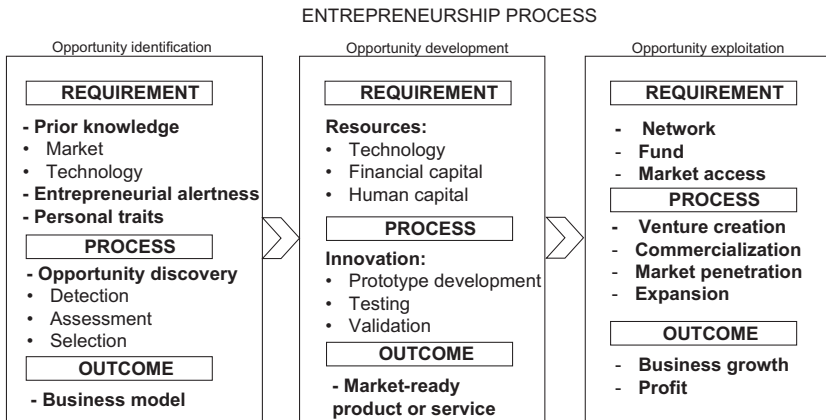 ENTREPRENEURSHIP PROCESS
Opportunity identification
REQUIREMENT
- Prior knowledge
• Market
• Technology
- Entrepreneurial alertness
- Personal traits
PROCESS
- Opportunity discovery
• Detection
• Assessment
• Selection
OUTCOME
- Business model
Opportunity development
REQUIREMENT
Resources:
• Technology
• Financial capital
• Human capital
PROCESS
Innovation:
• Prototype development
• Testing
• Validation
OUTCOME
- Market-ready
product or service
Opportunity exploitation
REQUIREMENT
- Network
- Fund
- Market access
PROCESS
- Venture creation
- Commercialization
- Market penetration
- Expansion
OUTCOME
- Business growth
- Profit